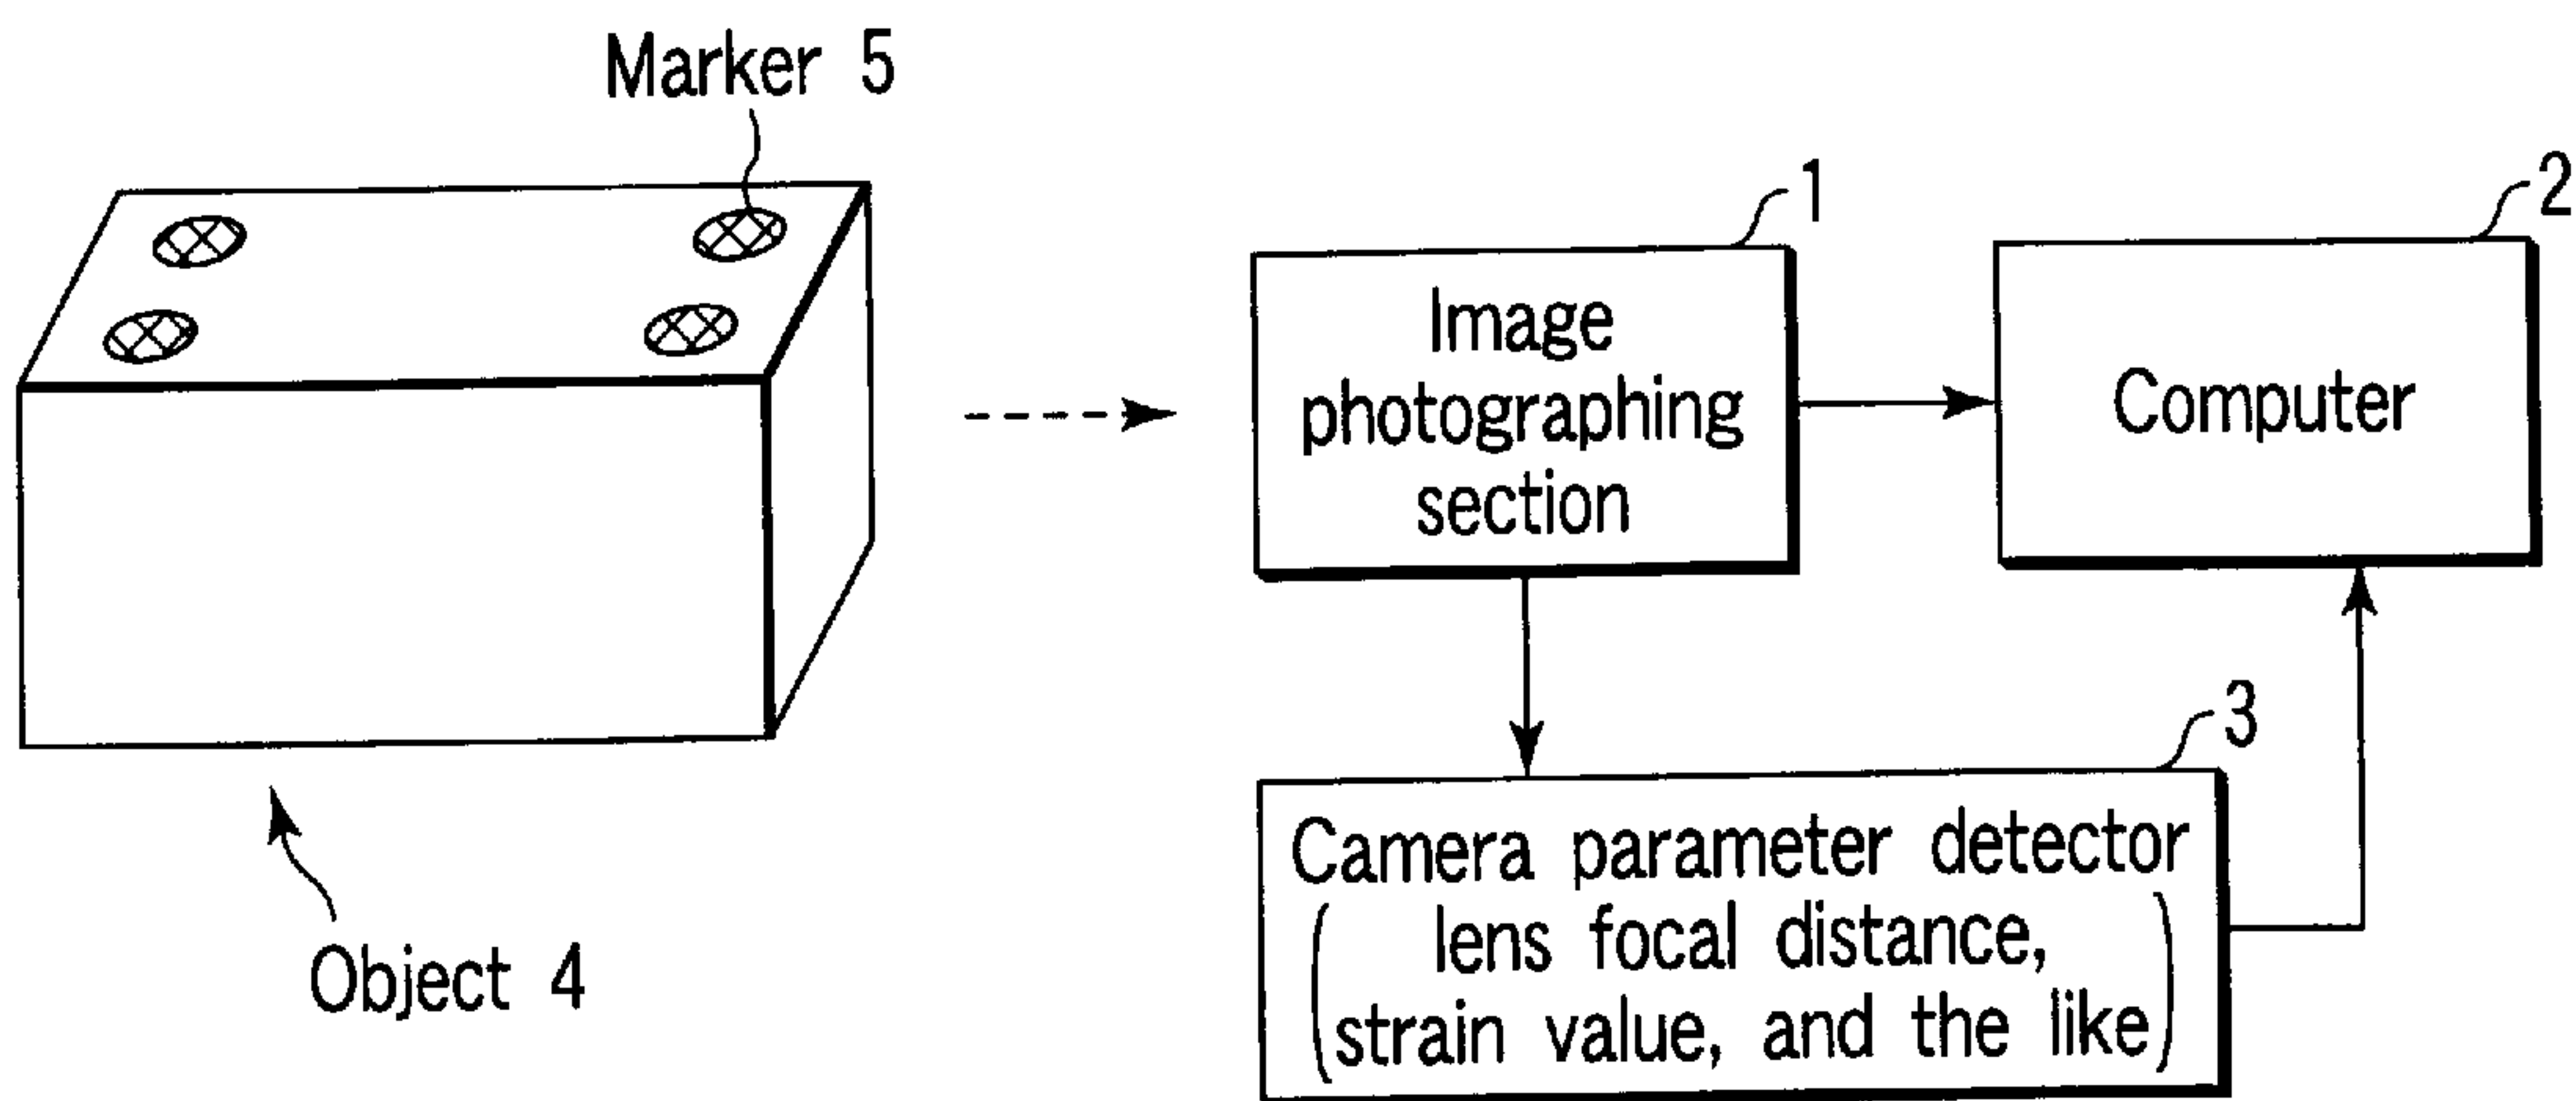 Marker 5
1
2
Image
photographing
section
Computer
3
Camera parameter detector
(lens focal distance,
strain value, and the like)
Object 4